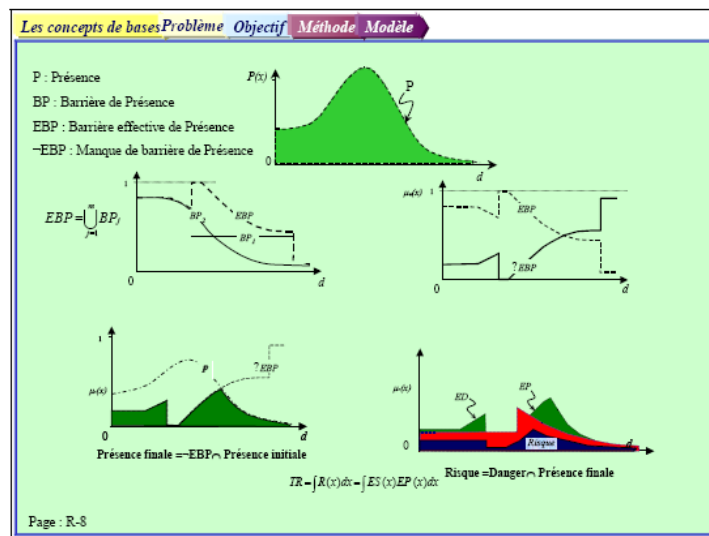 Les concepts de bases Problème Objectif Méthode Modèle
P : Présence
BP : Barrière de Présence
EBP : Barrière effective de Présence
¬EBP : Manque de barrière de Présence
P(x)
P
0
d
EBP = ⋃ BPj
m
j=1
1
BP2
EBP
BP1
0
d
1
EBP
?EBP
0
d
1
P
?EBP
0
d
Présence finale =¬EBP∩ Présence initiale
ED
EP
Risque
0
d
Risque =Danger∩ Présence finale
TR=∫R(x)dx=∫ES(x)EP(x)dx
Page : R-8